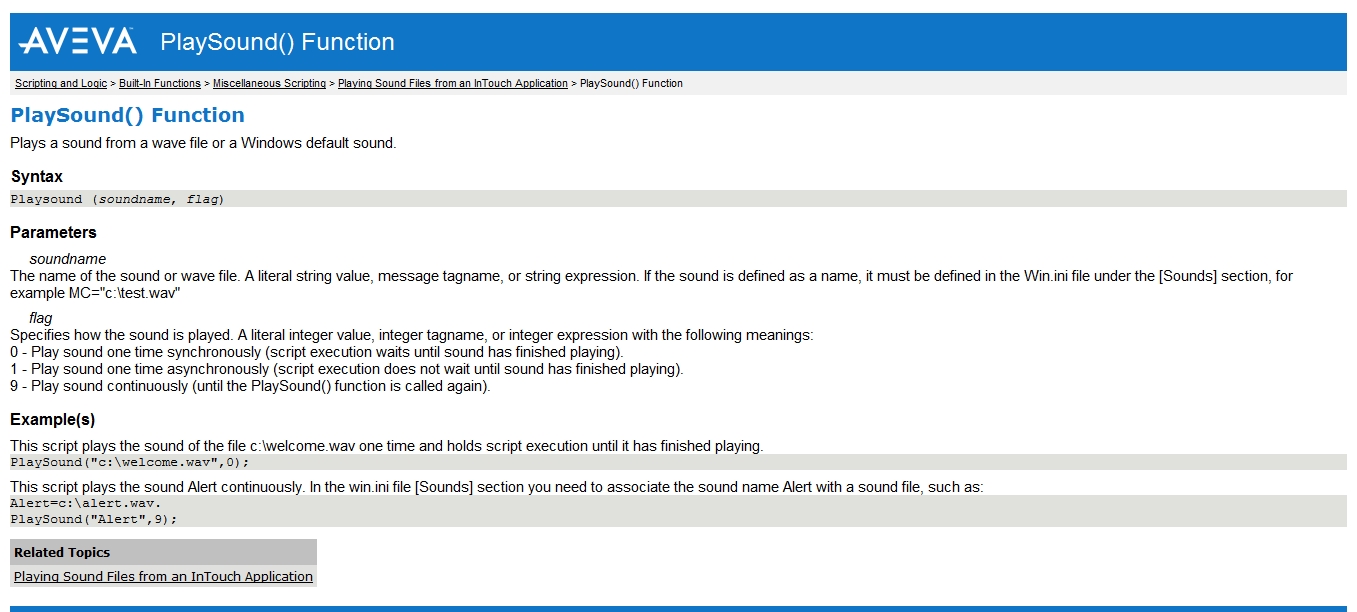 AVEVA PlaySound() Function
Scripting and Logic > Built-In Functions > Miscellaneous Scripting > Playing Sound Files from an InTouch Application > PlaySound() Function
PlaySound() Function
Plays a sound from a wave file or a Windows default sound.
Syntax
Playsound (soundname, flag)
Parameters
soundname
The name of the sound or wave file. A literal string value, message tagname, or string expression. If the sound is defined as a name, it must be defined in the Win.ini file under the [Sounds] section, for
example MC="c:\test.wav"
flag
Specifies how the sound is played. A literal integer value, integer tagname, or integer expression with the following meanings:
0 - Play sound one time synchronously (script execution waits until sound has finished playing).
1 - Play sound one time asynchronously (script execution does not wait until sound has finished playing).
9 - Play sound continuously (until the PlaySound() function is called again).
Example(s)
This script plays the sound of the file c:\welcome.wav one time and holds script execution until it has finished playing.
PlaySound("c:\welcome.wav",0);
This script plays the sound Alert continuously. In the win.ini file [Sounds] section you need to associate the sound name Alert with a sound file, such as:
Alert=c:\alert.wav.
PlaySound("Alert",9);
Related Topics
Playing Sound Files from an InTouch Application